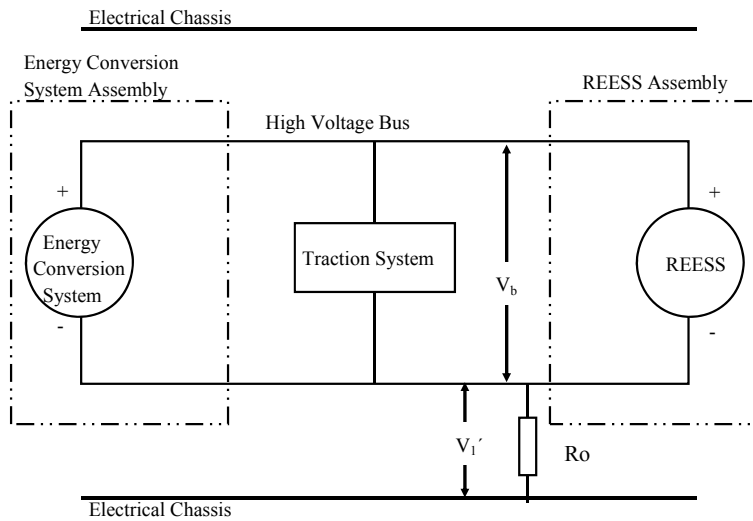 Electrical Chassis
Energy Conversion
System Assembly
REESS Assembly
High Voltage Bus
+
+
Energy
Conversion
System
Traction System
REESS
V_b
-
-
V_1´
Ro
Electrical Chassis